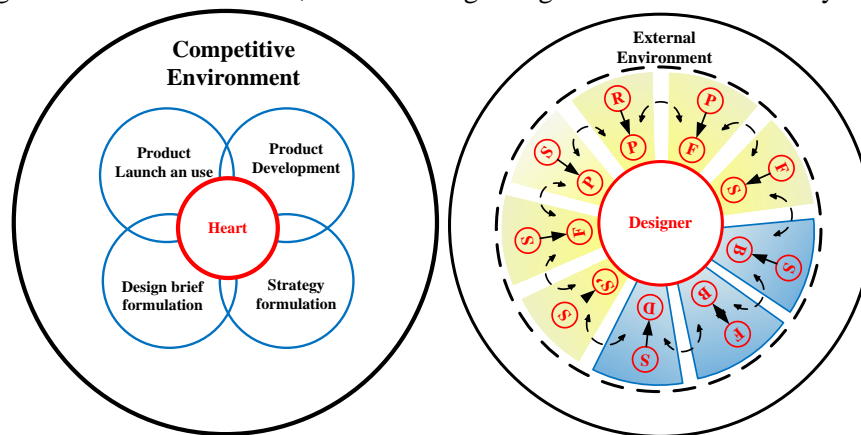 Competitive
Environment
Product
Launch an use
Product
Development
Heart
Design brief
formulation
Strategy
formulation
External
Environment
R
P
P
F
F
S
S
B
F
B
S
D
S
S'
S
F
S
P
Designer